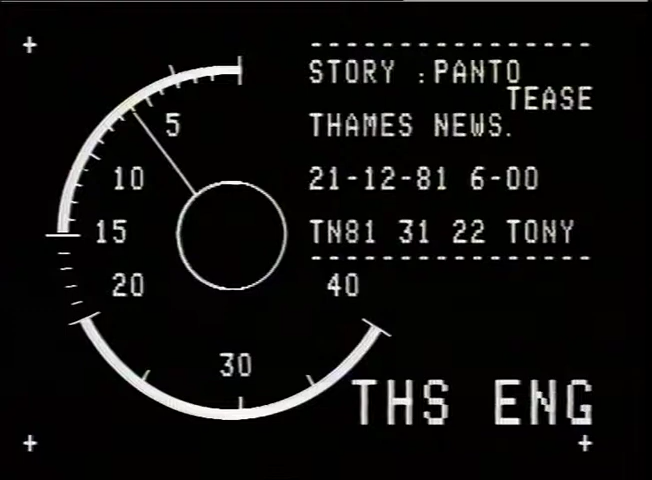 STORY :PANTO
TEASE
THAMES NEWS.
21-12-81 6-00
TN81 31 22 TONY
5
10
15
20
30
40
THS ENG